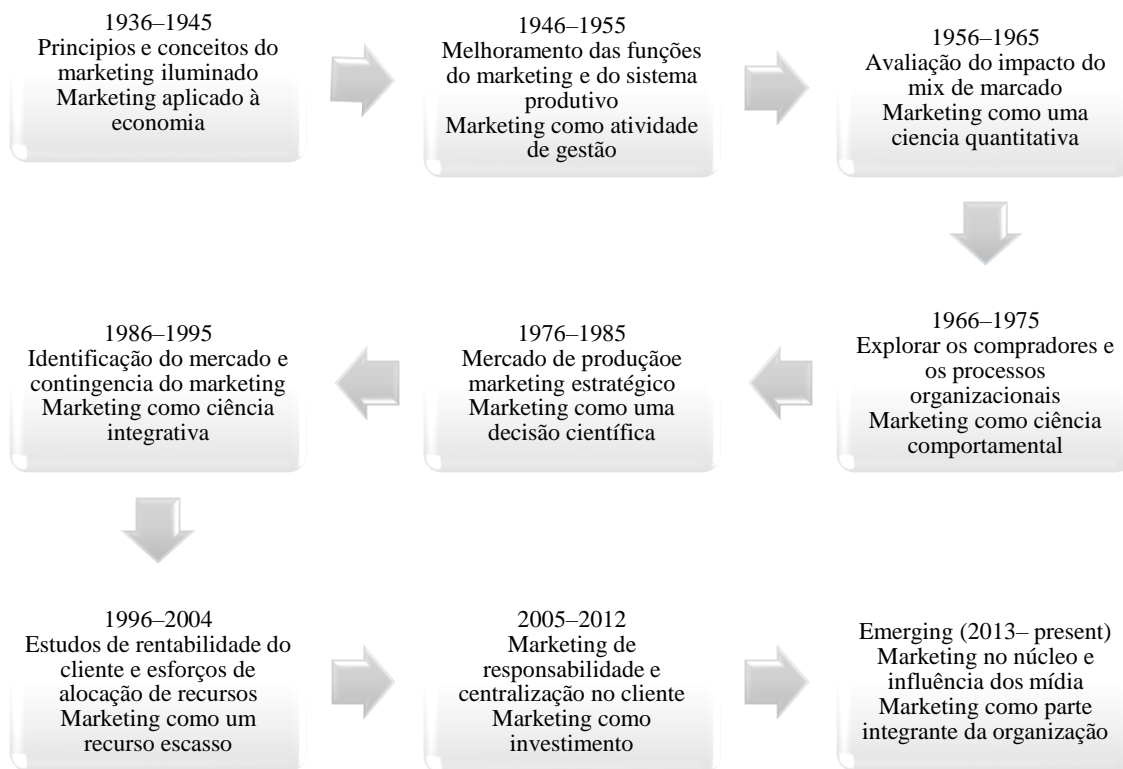 1936–1945
Principios e conceitos do
marketing iluminado
Marketing aplicado à
economia
1946–1955
Melhoramento das funções
do marketing e do sistema
produtivo
Marketing como atividade
de gestão
1956–1965
Avaliação do impacto do
mix de marcado
Marketing como uma
ciencia quantitativa
1966–1975
Explorar os compradores e
os processos
organizacionais
Marketing como ciência
comportamental
1976–1985
Mercado de produçãoe
marketing estratégico
Marketing como uma
decisão científica
1986–1995
Identificação do mercado e
contingencia do marketing
Marketing como ciência
integrativa
1996–2004
Estudos de rentabilidade do
cliente e esforços de
alocação de recursos
Marketing como um
recurso escasso
2005–2012
Marketing de
responsabilidade e
centralização no cliente
Marketing como
investimento
Emerging (2013– present)
Marketing no núcleo e
influência dos mídia
Marketing como parte
integrante da organização